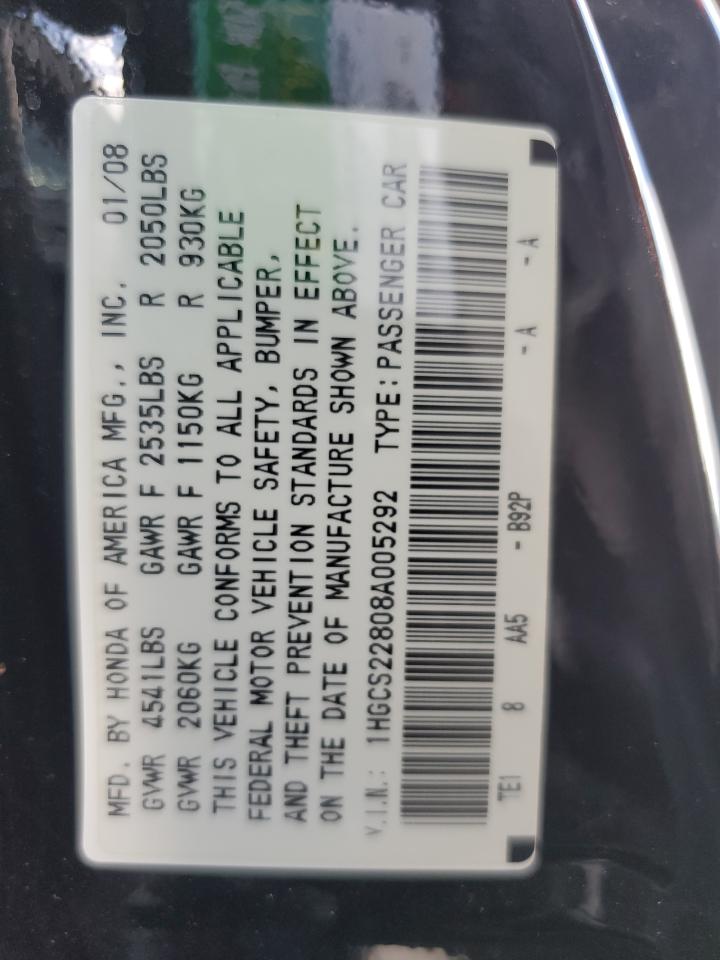 MFD. BY HONDA OF AMERICA MFG., INC. 01/08
GVWR 4541LBS GAWR F 2535LBS R 2050LBS
GVWR 2060KG GAWR F 1150KG R 930KG
THIS VEHICLE CONFORMS TO ALL APPLICABLE
FEDERAL MOTOR VEHICLE SAFETY, BUMPER,
AND THEFT PREVENTION STANDARDS IN EFFECT
ON THE DATE OF MANUFACTURE SHOWN ABOVE.
V.I.N.: 1HGCS22808A005292 TYPE:PASSENGER CAR
TE1 8 AA5 - B92P - A - A